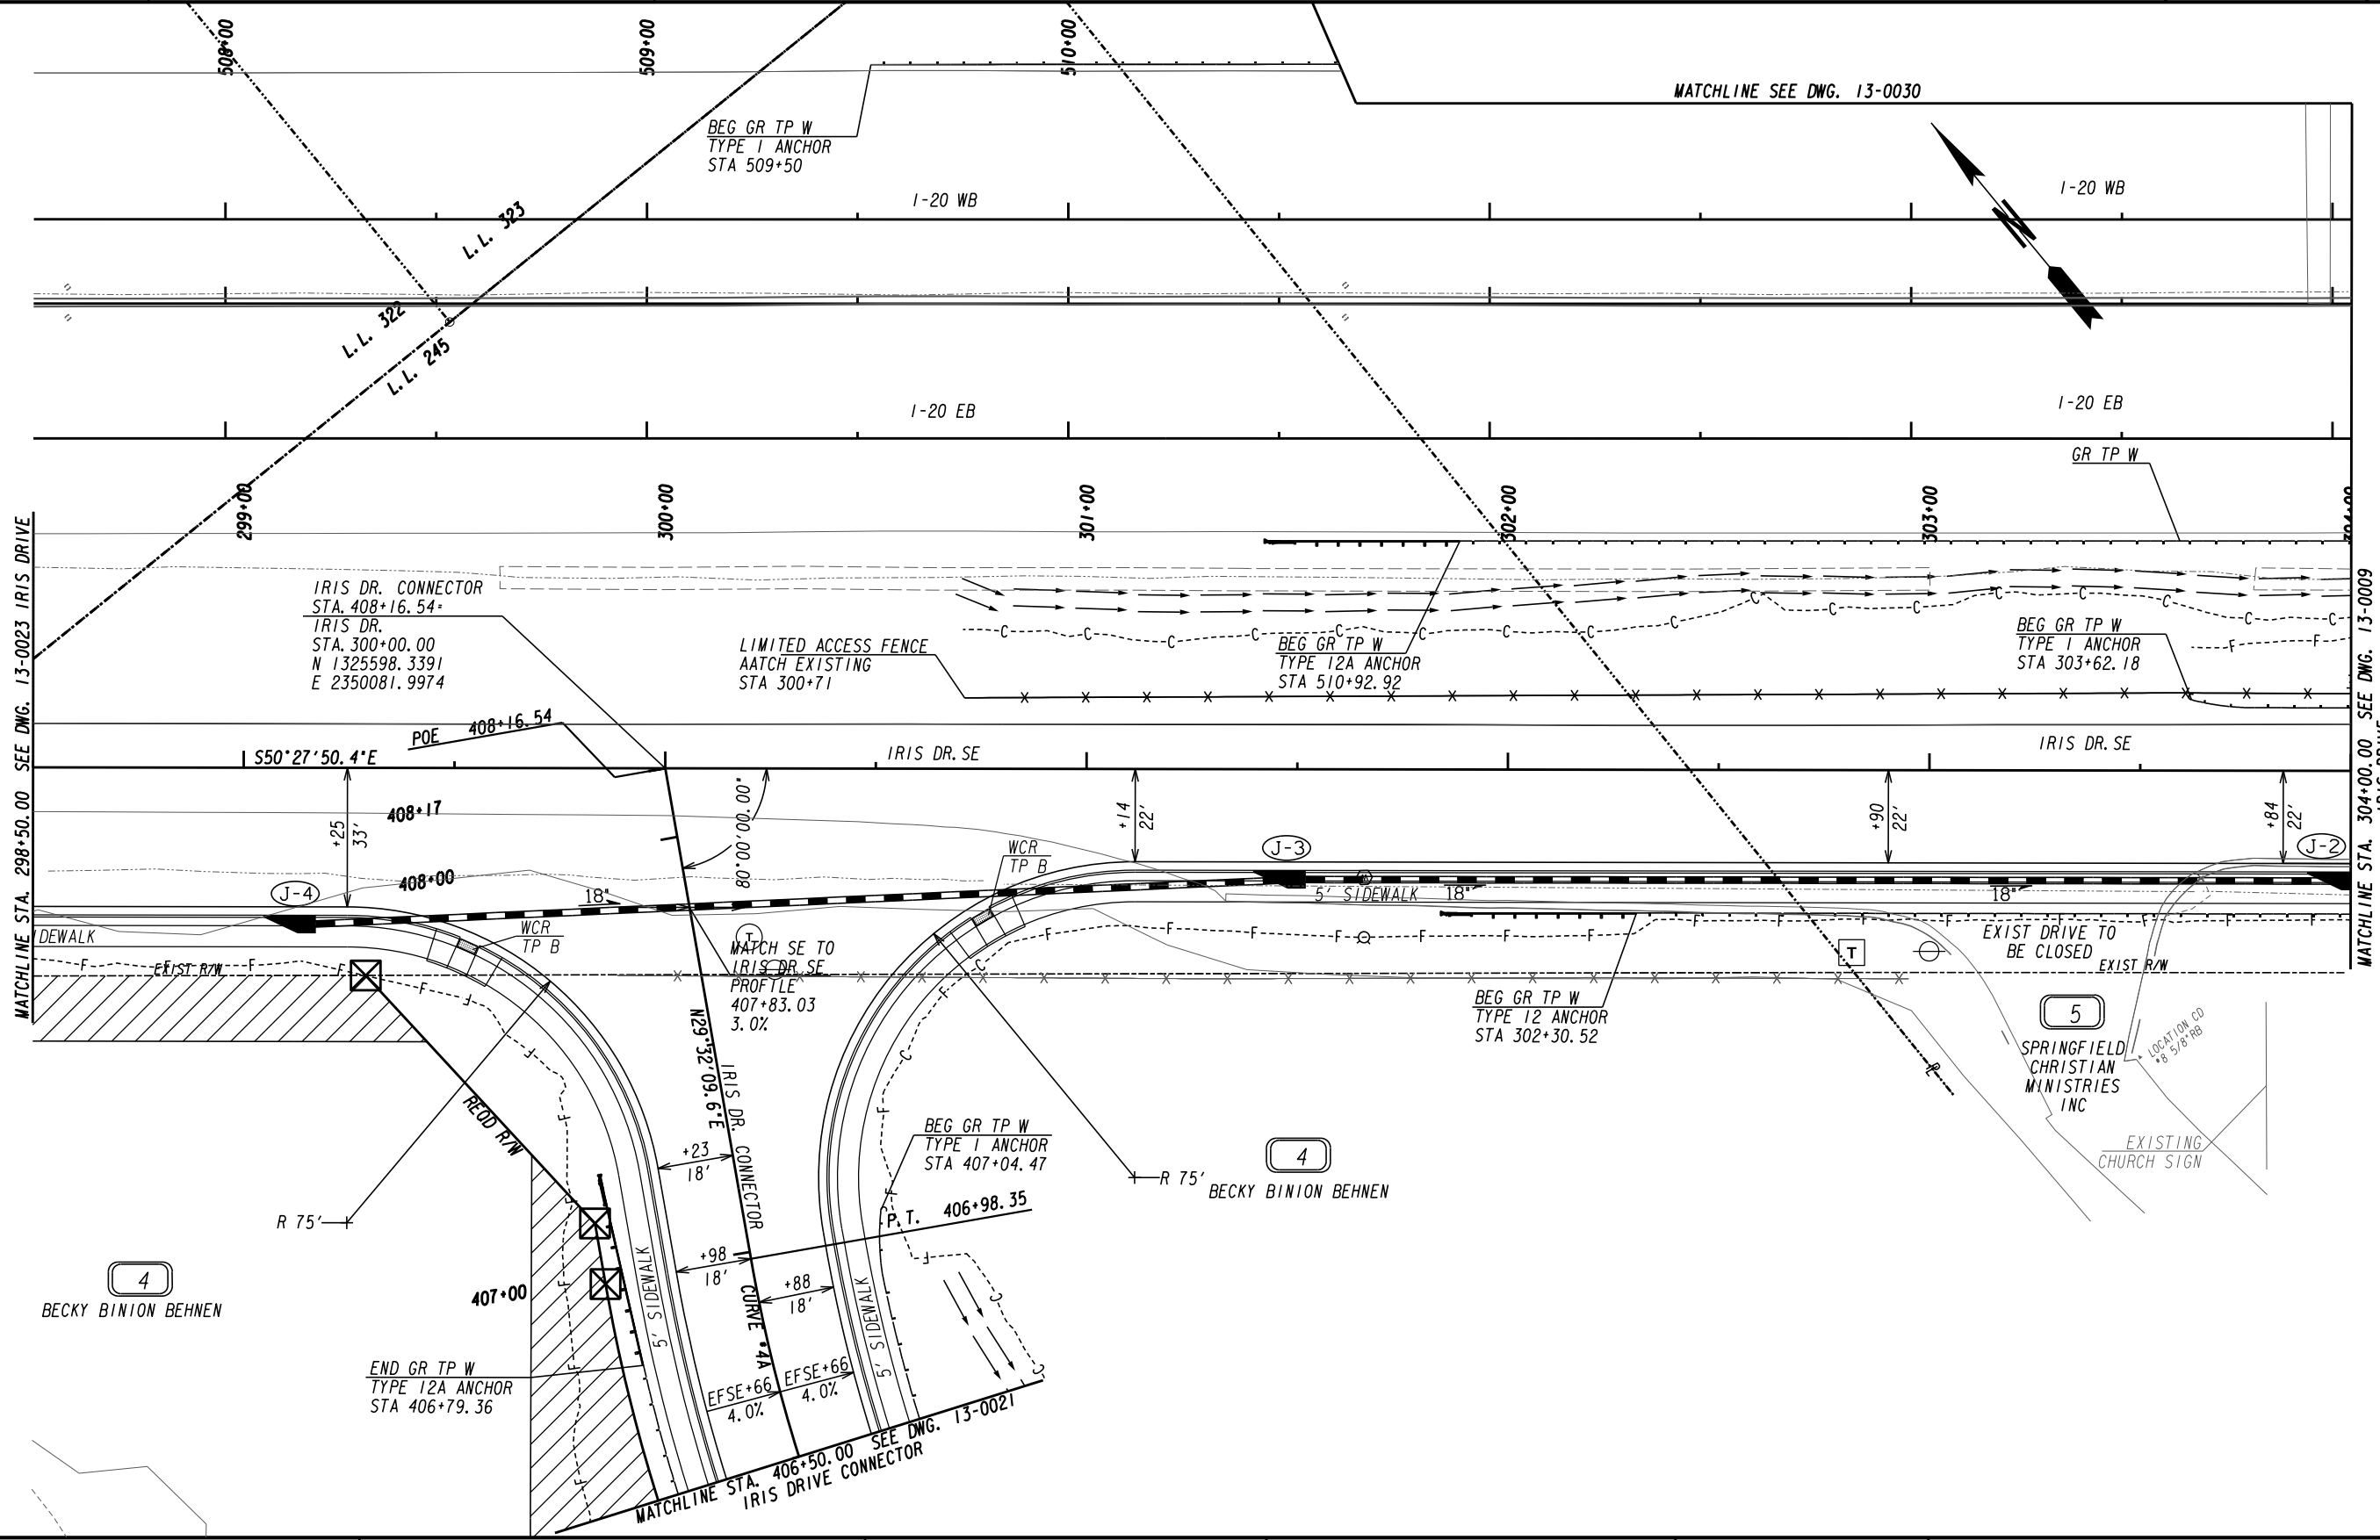 508+00
509+00
510+00
MATCHLINE SEE DWG. 13-0030
BEG GR TP W
TYPE 1 ANCHOR
STA 509+50
I-20 WB
I-20 WB
L.L. 323
L.L. 322
L.L. 245
I-20 EB
I-20 EB
GR TP W
299+00
300+00
301+00
302+00
303+00
MATCHLINE STA. 298+50.00 SEE DWG. 13-0023 IRIS DRIVE
MATCHLINE STA. 304+00.00 SEE DWG. 13-0009
IRIS DR. CONNECTOR
STA. 408+16.54=
IRIS DR.
STA. 300+00.00
N 1325598.3391
E 2350081.9974
LIMITED ACCESS FENCE
AATCH EXISTING
STA 300+71
BEG GR TP W
TYPE 12A ANCHOR
STA 510+92.92
BEG GR TP W
TYPE 1 ANCHOR
STA 303+62.18
POE 408+16.54
S50°27'50.4"E
IRIS DR. SE
IRIS DR. SE
+25
33'
408+17
408+00
80°00'00.00"
+14
22'
+90
22'
+84
22'
WCR
TP B
J-3
J-2
J-4
18"
5' SIDEWALK
18"
18"
IDEWALK
WCR
TP B
EXIST R/W
T
MATCH SE TO
IRIS DR SE
PROFILE
407+83.03
3.0%
T
EXIST DRIVE TO
BE CLOSED
EXIST R/W
BEG GR TP W
TYPE 12 ANCHOR
STA 302+30.52
5
SPRINGFIELD
CHRISTIAN
MINISTRIES
INC
* LOCATION CD
*8 5/8"RB
EXISTING
CHURCH SIGN
REQD R/W
N29°32'09.6"E
IRIS DR. CONNECTOR
+23
18'
BEG GR TP W
TYPE 1 ANCHOR
STA 407+04.47
R 75'
4
BECKY BINION BEHNEN
R 75'
P.T. 406+98.35
+98
18'
+88
18'
4
BECKY BINION BEHNEN
407+00
5' SIDEWALK
CURVE #4A
5' SIDEWALK
END GR TP W
TYPE 12A ANCHOR
STA 406+79.36
EFSE+66
4.0%
EFSE+66
4.0%
MATCHLINE STA. 406+50.00 SEE DWG. 13-0021
IRIS DRIVE CONNECTOR